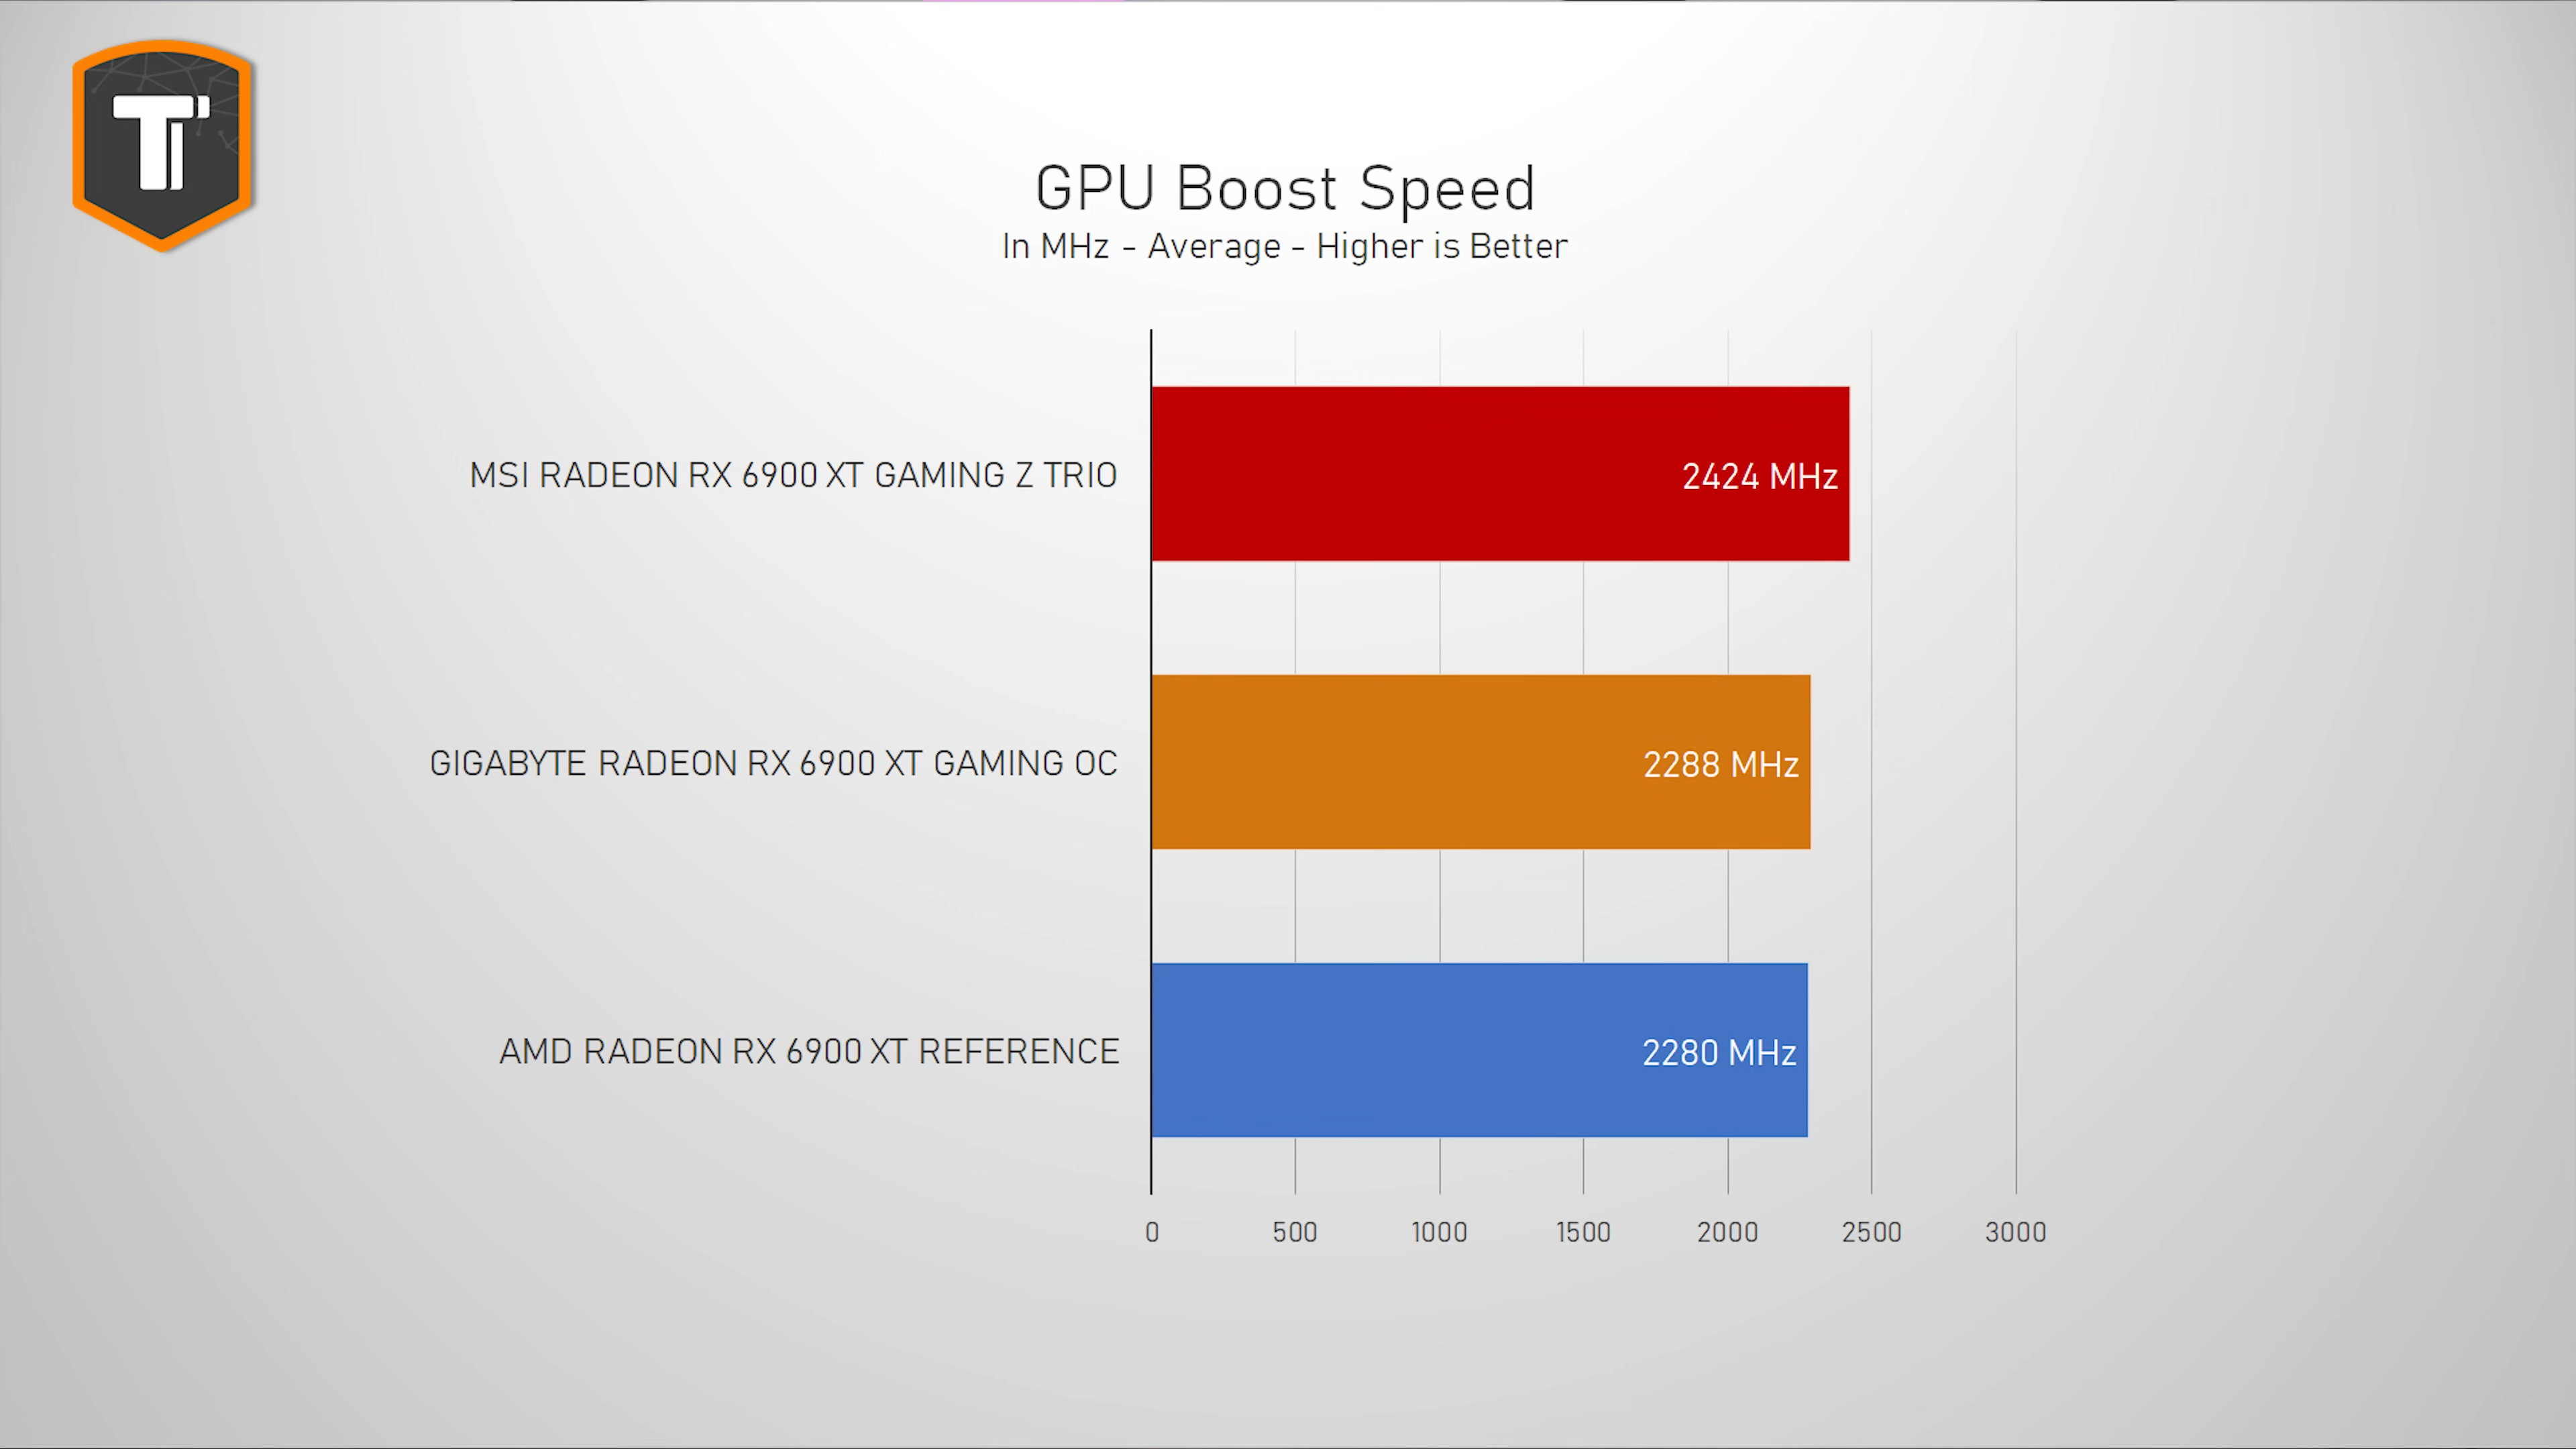 GPU Boost Speed
In MHz - Average - Higher is Better
MSI RADEON RX 6900 XT GAMING Z TRIO
2424 MHz
GIGABYTE RADEON RX 6900 XT GAMING OC
2288 MHz
AMD RADEON RX 6900 XT REFERENCE
2280 MHz
0 500 1000 1500 2000 2500 3000